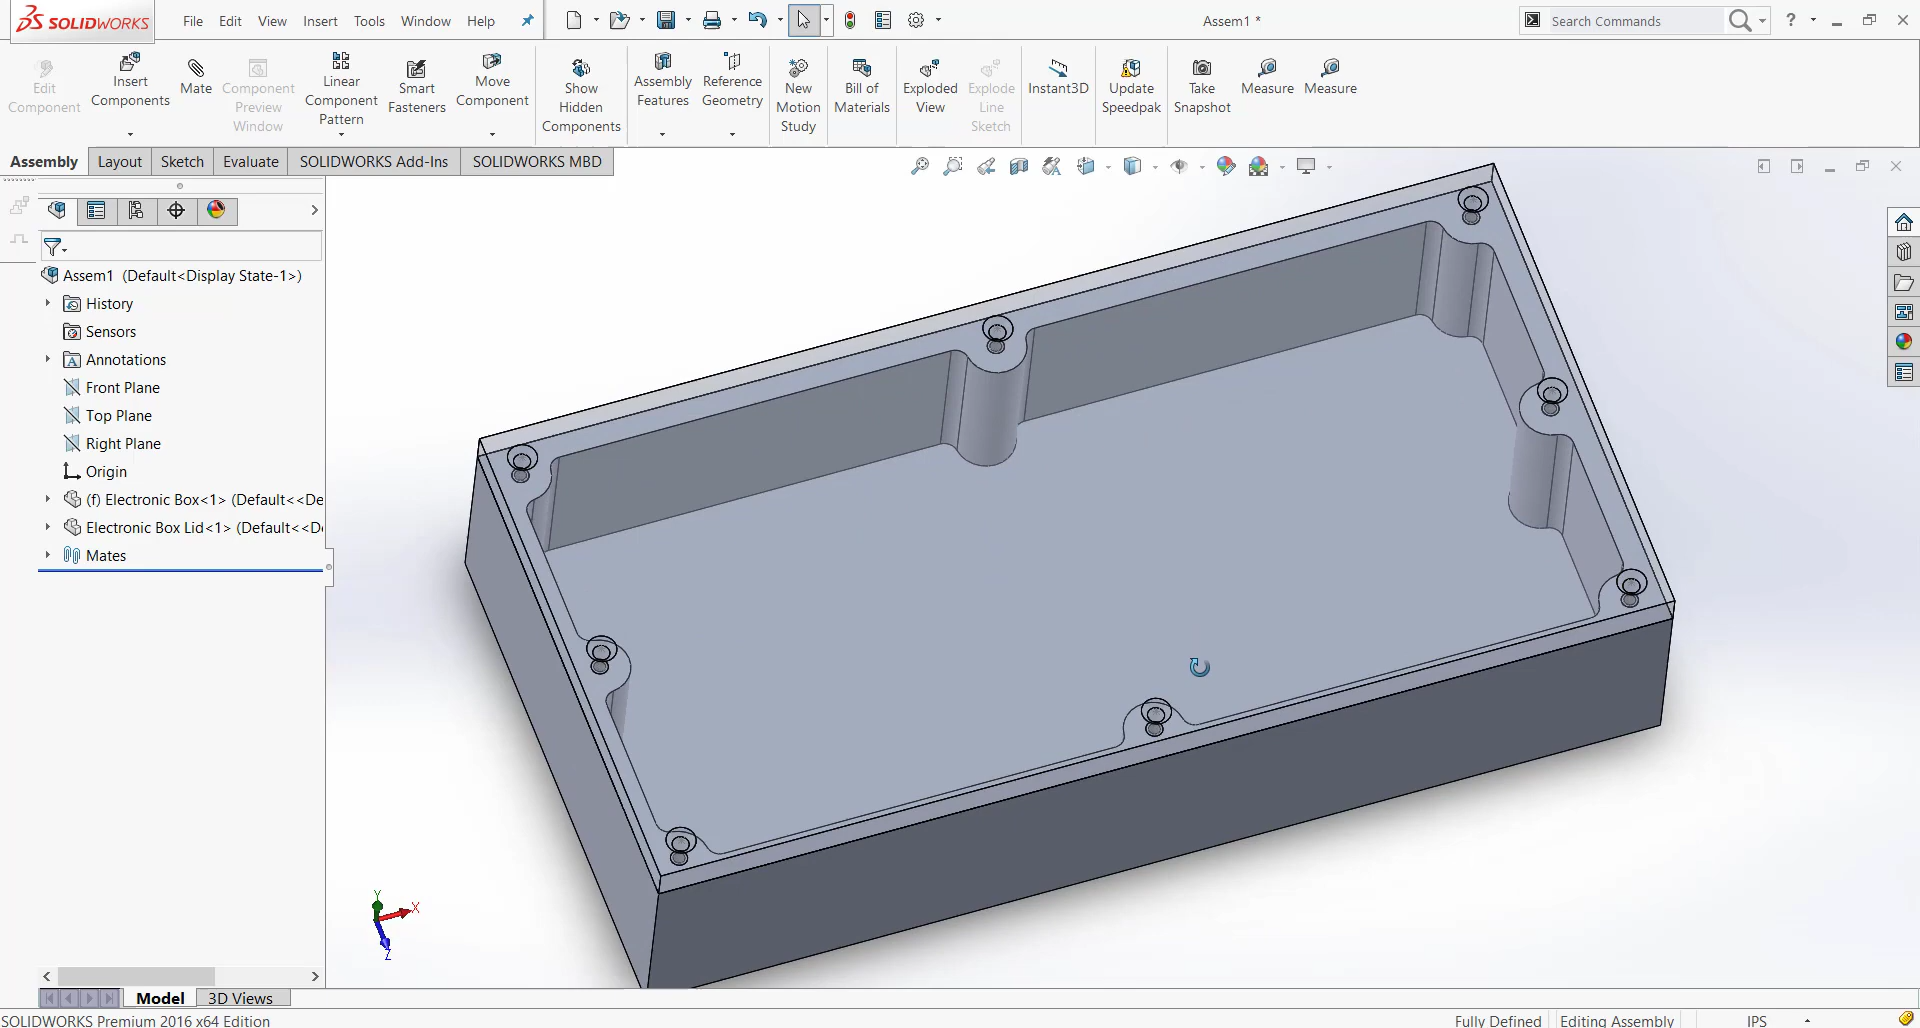 SOLIDWORKS File Edit View Insert Tools Window Help Assem1 * Search Commands ?
Edit Component
Insert Components
Mate
Component Preview Window
Linear Component Pattern
Smart Fasteners
Move Component
Show Hidden Components
Assembly Features
Reference Geometry
New Motion Study
Bill of Materials
Exploded View
Explode Line Sketch
Instant3D
Update Speedpak
Take Snapshot
Measure
Measure
Assembly Layout Sketch Evaluate SOLIDWORKS Add-Ins SOLIDWORKS MBD
Assem1 (Default<Display State-1>)
History
Sensors
Annotations
Front Plane
Top Plane
Right Plane
Origin
(f) Electronic Box<1> (Default<<De
Electronic Box Lid<1> (Default<<D
Mates
Y
X
Z
Model 3D Views
SOLIDWORKS Premium 2016 x64 Edition Fully Defined Editing Assembly IPS